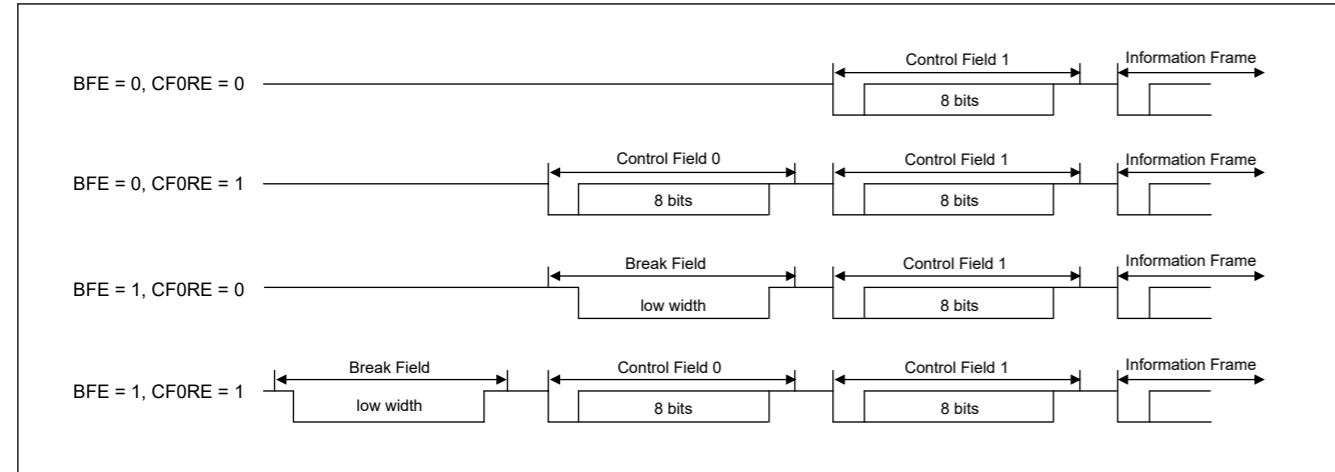 Control Field 1 Information Frame
BFE = 0, CF0RE = 0
8 bits
Control Field 0 Control Field 1 Information Frame
BFE = 0, CF0RE = 1
8 bits 8 bits
Break Field Control Field 1 Information Frame
BFE = 1, CF0RE = 0
low width 8 bits
Break Field Control Field 0 Control Field 1 Information Frame
BFE = 1, CF0RE = 1
low width 8 bits 8 bits